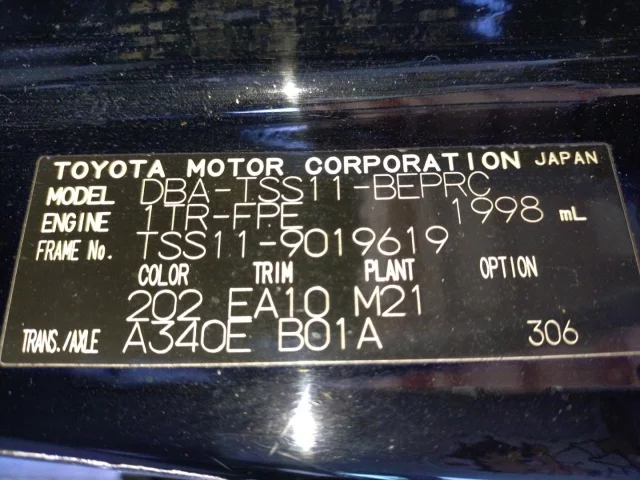 TOYOTA MOTOR CORPORATION JAPAN
MODEL DBA-TSS11-BEPRC
ENGINE 1TR-FPE 1998 mL
FRAME No. TSS11-9019619
COLOR TRIM PLANT OPTION
202 EA10 M21
TRANS./AXLE A340E B01A 306